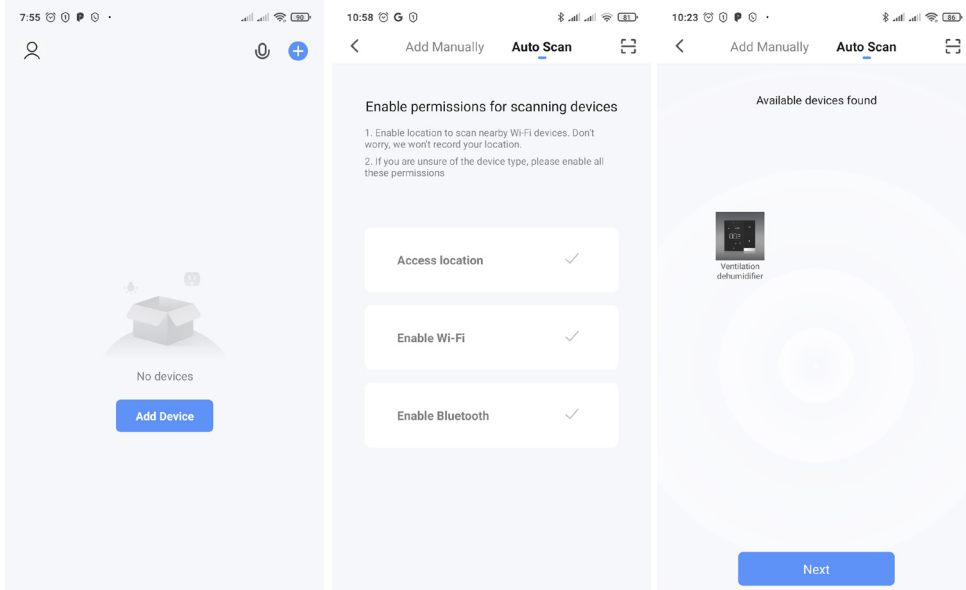 7:55
90
No devices
Add Device
10:58
G
81
Add Manually
Auto Scan
Enable permissions for scanning devices
1. Enable location to scan nearby Wi-Fi devices. Don't
worry, we won't record your location.
2. If you are unsure of the device type, please enable all
these permissions
Access location
Enable Wi-Fi
Enable Bluetooth
10:23
86
Add Manually
Auto Scan
Available devices found
Ventilation
dehumidifier
Next